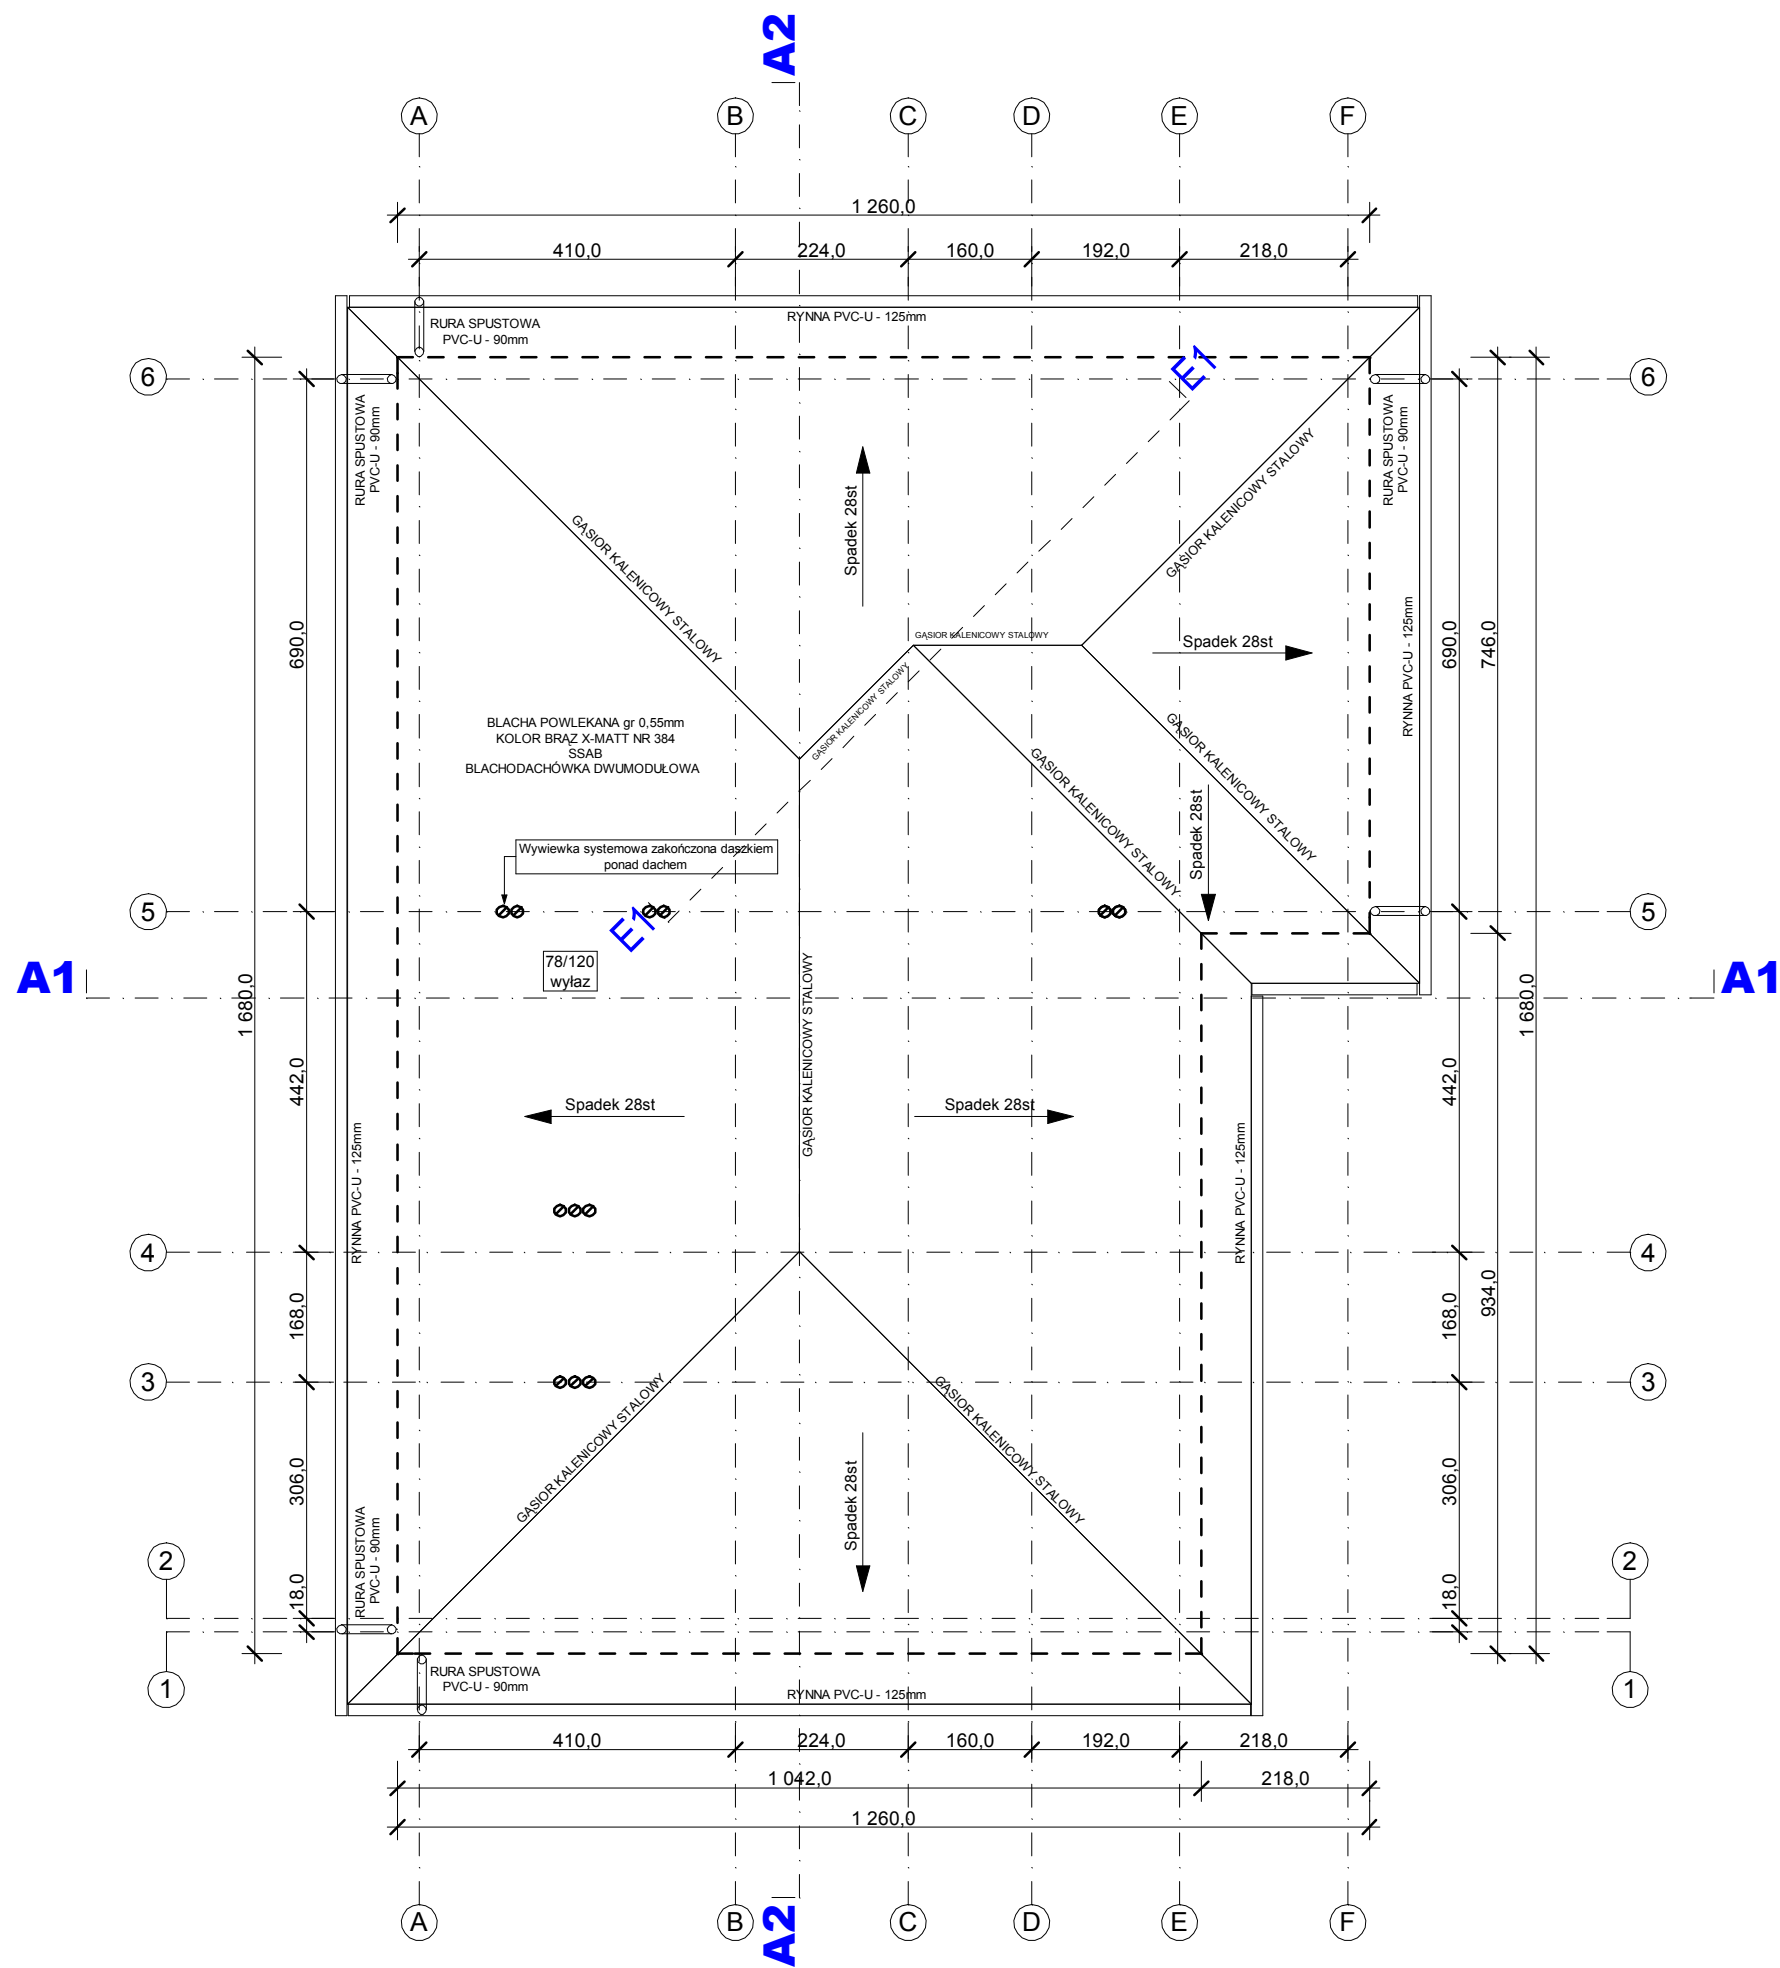 A2
A
B
C
D
E
F
1 260,0
410,0
224,0
160,0
192,0
218,0
RYNNA PVC-U - 125mm
RURA SPUSTOWA
PVC-U - 90mm
6
6
E1
RURA SPUSTOWA
PVC-U - 90mm
RURA SPUSTOWA
PVC-U - 90mm
GĄSIOR KALENICOWY STALOWY
Spadek 28st
GĄSIOR KALENICOWY STALOWY
690,0
GĄSIOR KALENICOWY STALOWY
Spadek 28st
RYNNA PVC-U - 125mm
690,0
746,0
GĄSIOR KALENICOWY STALOWY
BLACHA POWLEKANA gr 0,55mm
KOLOR BRĄZ X-MATT NR 384
SSAB
BLACHODACHÓWKA DWUMODUŁOWA
GĄSIOR KALENICOWY STALOWY
GĄSIOR KALENICOWY STALOWY
Spadek 28st
Wywiewka systemowa zakończona daszkiem
ponad dachem
5
5
E1
78/120
wyłaz
A1
A1
1 680,0
1 680,0
GĄSIOR KALENICOWY STALOWY
442,0
442,0
Spadek 28st
Spadek 28st
RYNNA PVC-U - 125mm
RYNNA PVC-U - 125mm
4
4
168,0
168,0
934,0
3
3
GĄSIOR KALENICOWY STALOWY
GĄSIOR KALENICOWY STALOWY
306,0
306,0
Spadek 28st
RURA SPUSTOWA
PVC-U - 90mm
2
2
18,0
18,0
1
1
RURA SPUSTOWA
PVC-U - 90mm
RYNNA PVC-U - 125mm
410,0
224,0
160,0
192,0
218,0
1 042,0
218,0
1 260,0
A
B
C
D
E
F
A2